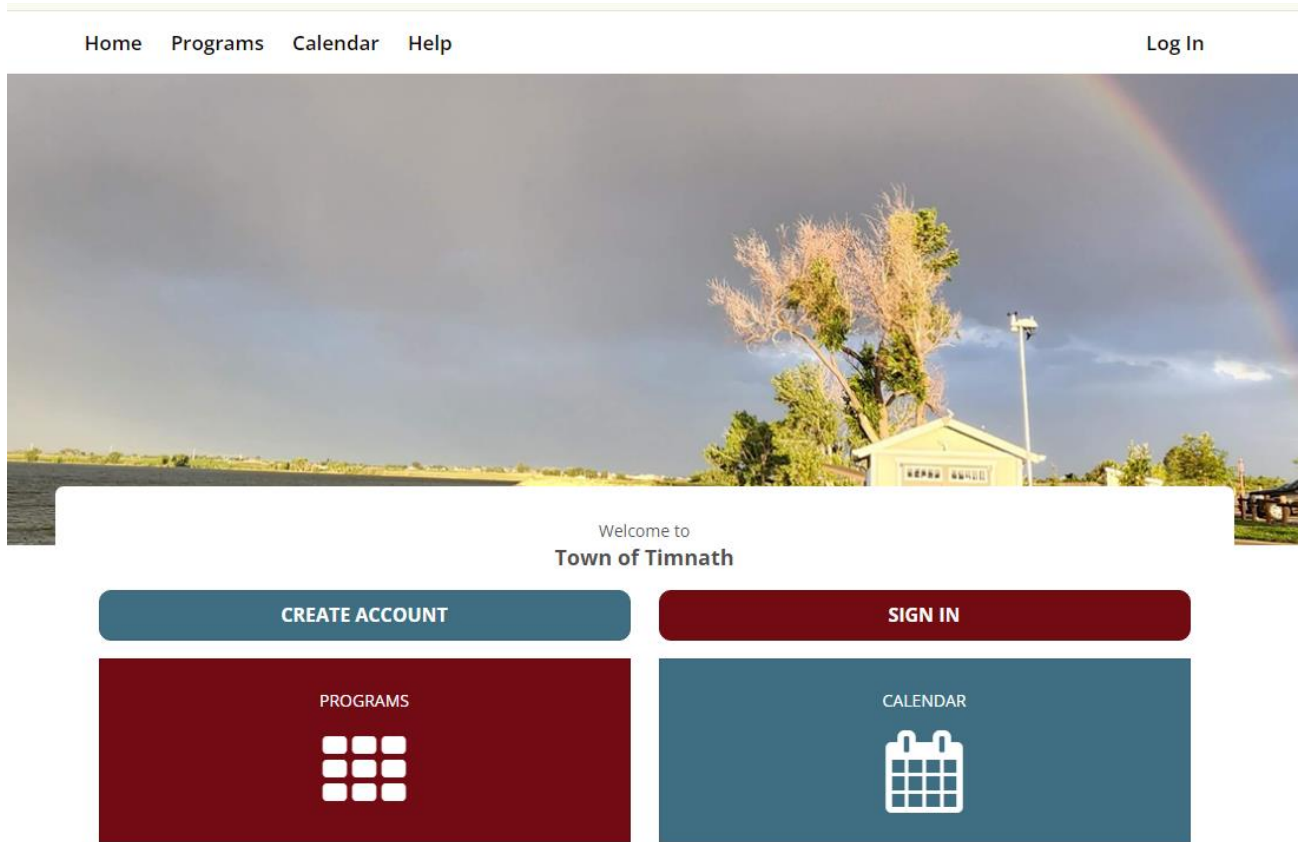 Home Programs Calendar Help Log In
Welcome to
Town of Timnath
CREATE ACCOUNT SIGN IN
PROGRAMS CALENDAR